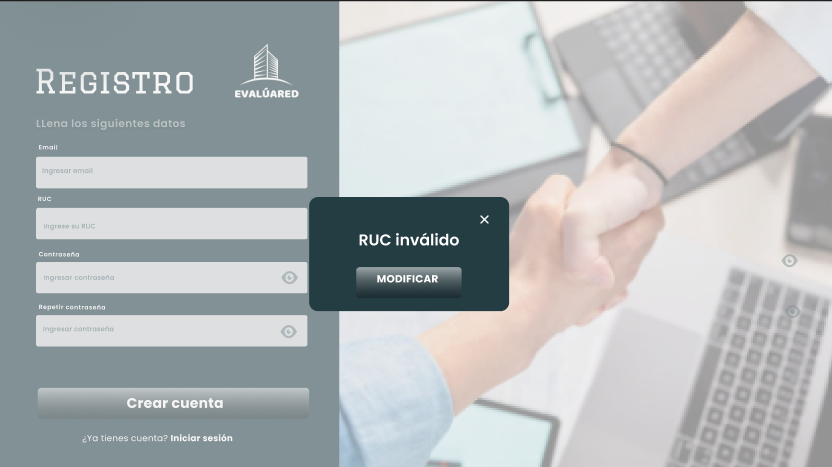 REGISTRO
EVALÚARED
LLena los siguientes datos
Email
Ingresar email
RUC
Ingrese su RUC
Contraseña
Ingresar contraseña
Repetir contraseña
Ingresar contraseña
Crear cuenta
¿Ya tienes cuenta? Iniciar sesión
RUC inválido
MODIFICAR